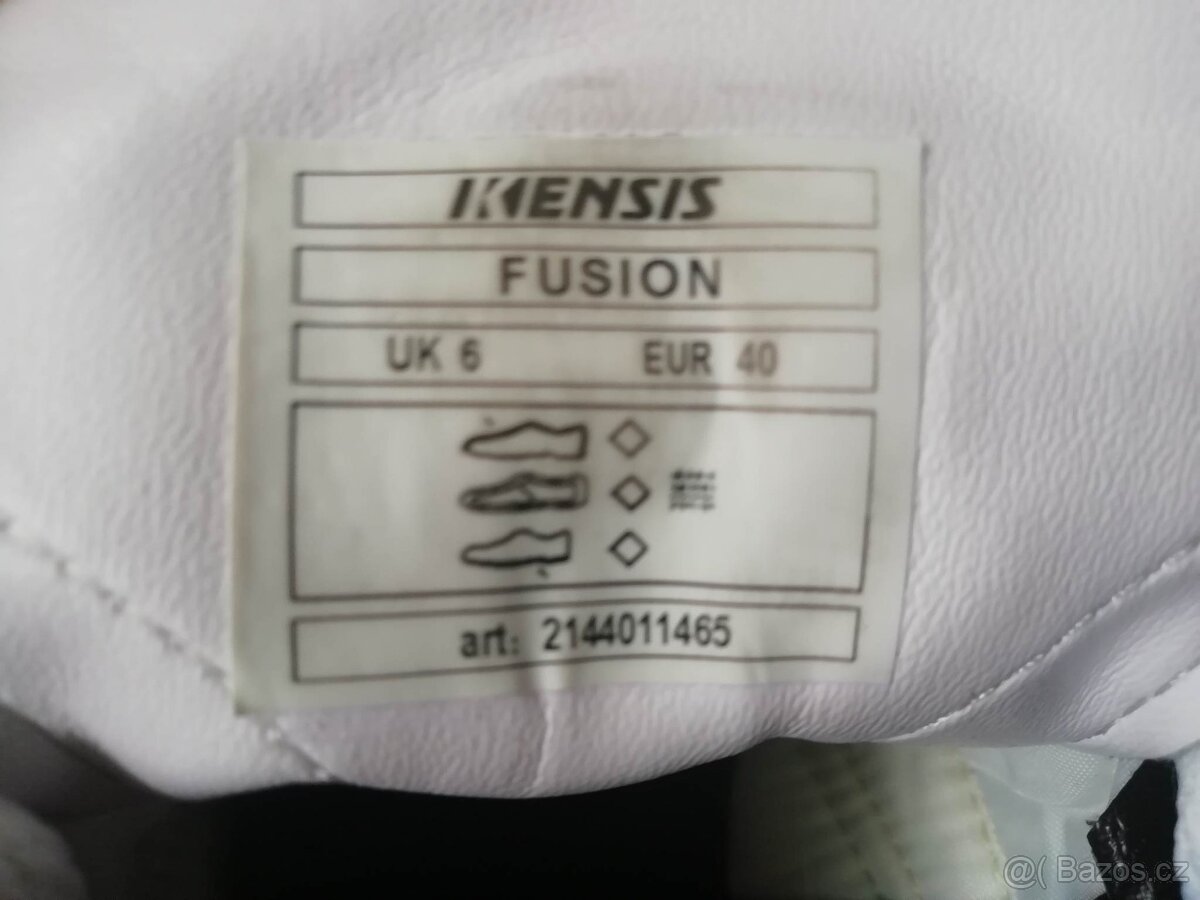 KENSIS
FUSION
UK 6 EUR 40
art: 2144011465
@( Bazos.cz